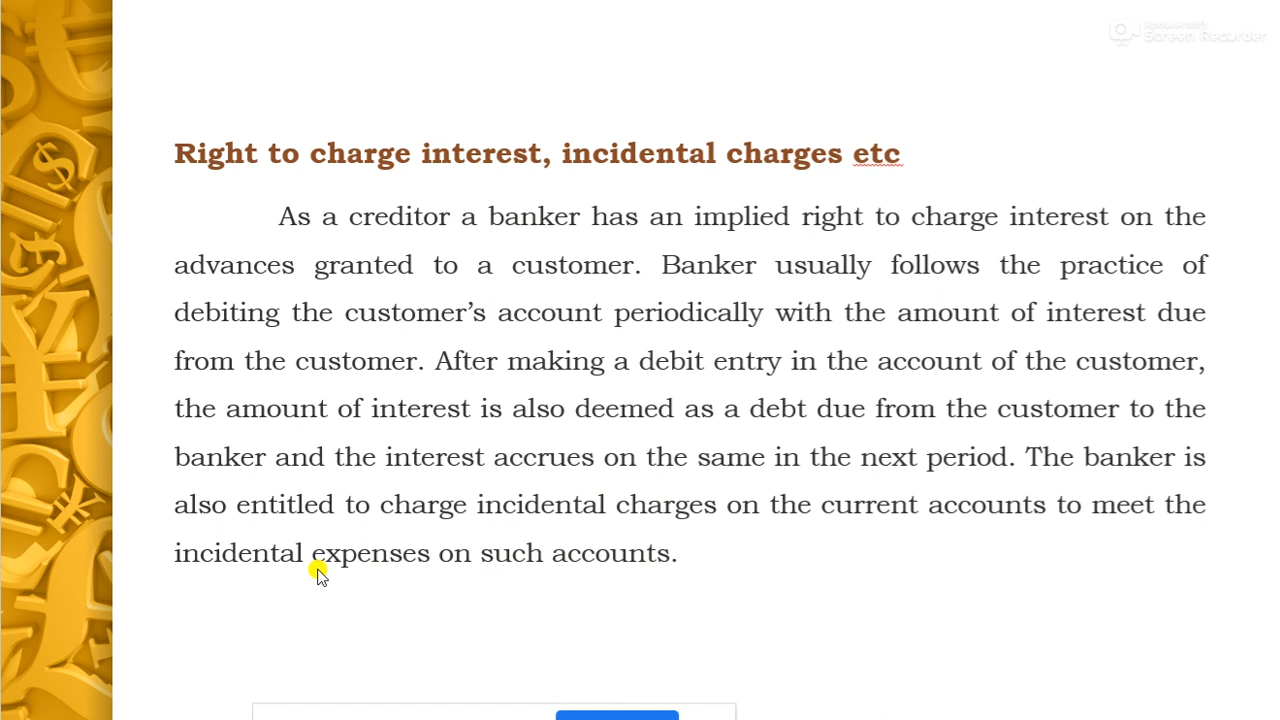 Apowersoft
Screen Recorder
Right to charge interest, incidental charges etc
As a creditor a banker has an implied right to charge interest on the
advances granted to a customer. Banker usually follows the practice of
debiting the customer’s account periodically with the amount of interest due
from the customer. After making a debit entry in the account of the customer,
the amount of interest is also deemed as a debt due from the customer to the
banker and the interest accrues on the same in the next period. The banker is
also entitled to charge incidental charges on the current accounts to meet the
incidental expenses on such accounts.